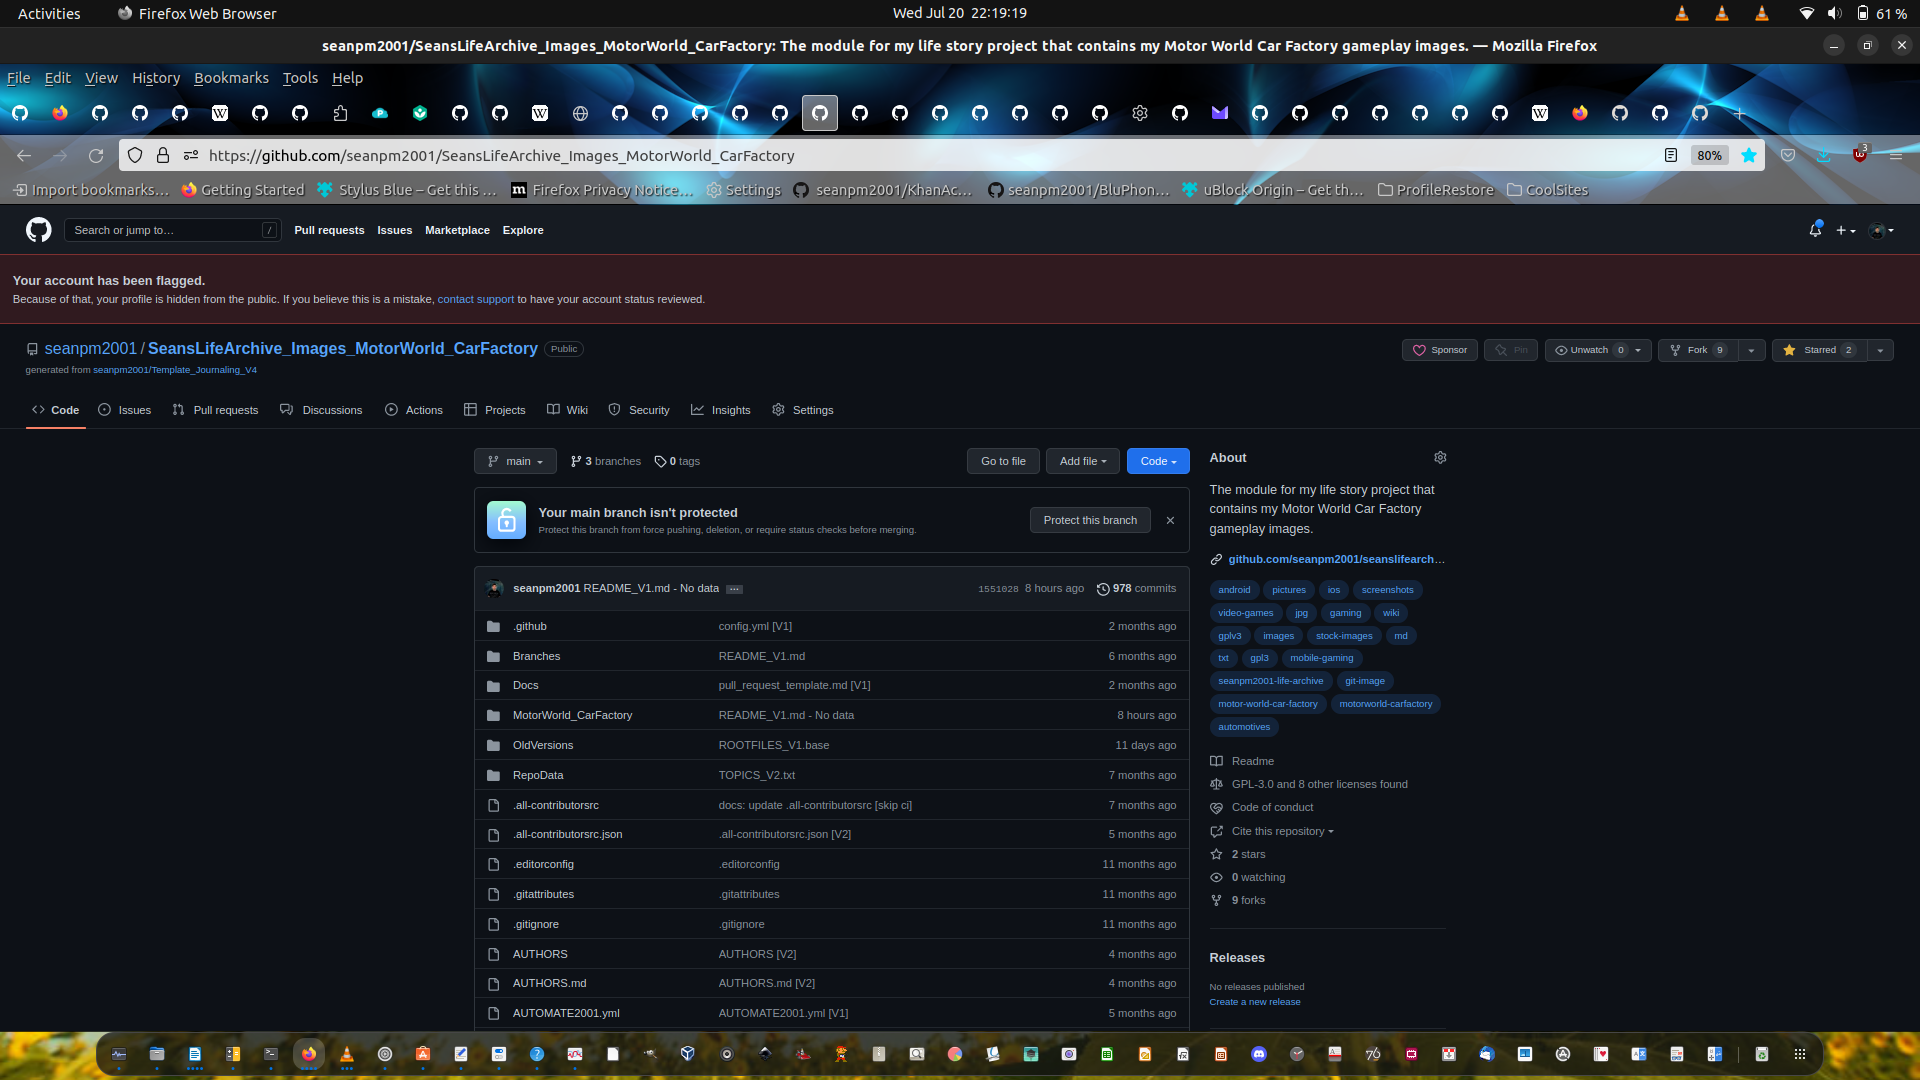 Activities
Firefox Web Browser
Wed Jul 20  22:19:19
61 %
seanpm2001/SeansLifeArchive_Images_MotorWorld_CarFactory: The module for my life story project that contains my Motor World Car Factory gameplay images. — Mozilla Firefox
File Edit View History Bookmarks Tools Help
https://github.com/seanpm2001/SeansLifeArchive_Images_MotorWorld_CarFactory
80%
3
Import bookmarks… Getting Started Stylus Blue – Get this … Firefox Privacy Notice… Settings seanpm2001/KhanAc… seanpm2001/BluPhon… uBlock Origin – Get th… ProfileRestore CoolSites
Search or jump to… /
Pull requests Issues Marketplace Explore
Your account has been flagged.
Because of that, your profile is hidden from the public. If you believe this is a mistake, contact support to have your account status reviewed.
seanpm2001 / SeansLifeArchive_Images_MotorWorld_CarFactory Public
Sponsor Pin Unwatch 0 Fork 9 Starred 2
generated from seanpm2001/Template_Journaling_V4
Code Issues Pull requests Discussions Actions Projects Wiki Security Insights Settings
main 3 branches 0 tags
Go to file Add file Code
Your main branch isn't protected
Protect this branch from force pushing, deletion, or require status checks before merging.
Protect this branch
seanpm2001 README_V1.md - No data … 1551028 8 hours ago 978 commits
.github config.yml [V1] 2 months ago
Branches README_V1.md 6 months ago
Docs pull_request_template.md [V1] 2 months ago
MotorWorld_CarFactory README_V1.md - No data 8 hours ago
OldVersions ROOTFILES_V1.base 11 days ago
RepoData TOPICS_V2.txt 7 months ago
.all-contributorsrc docs: update .all-contributorsrc [skip ci] 7 months ago
.all-contributorsrc.json .all-contributorsrc.json [V2] 5 months ago
.editorconfig .editorconfig 11 months ago
.gitattributes .gitattributes 11 months ago
.gitignore .gitignore 11 months ago
AUTHORS AUTHORS [V2] 4 months ago
AUTHORS.md AUTHORS.md [V2] 4 months ago
AUTOMATE2001.yml AUTOMATE2001.yml [V1] 5 months ago
About
The module for my life story project that
contains my Motor World Car Factory
gameplay images.
github.com/seanpm2001/seanslifearch…
android pictures ios screenshots
video-games jpg gaming wiki
gplv3 images stock-images md
txt gpl3 mobile-gaming
seanpm2001-life-archive git-image
motor-world-car-factory motorworld-carfactory
automotives
Readme
GPL-3.0 and 8 other licenses found
Code of conduct
Cite this repository
2 stars
0 watching
9 forks
Releases
No releases published
Create a new release